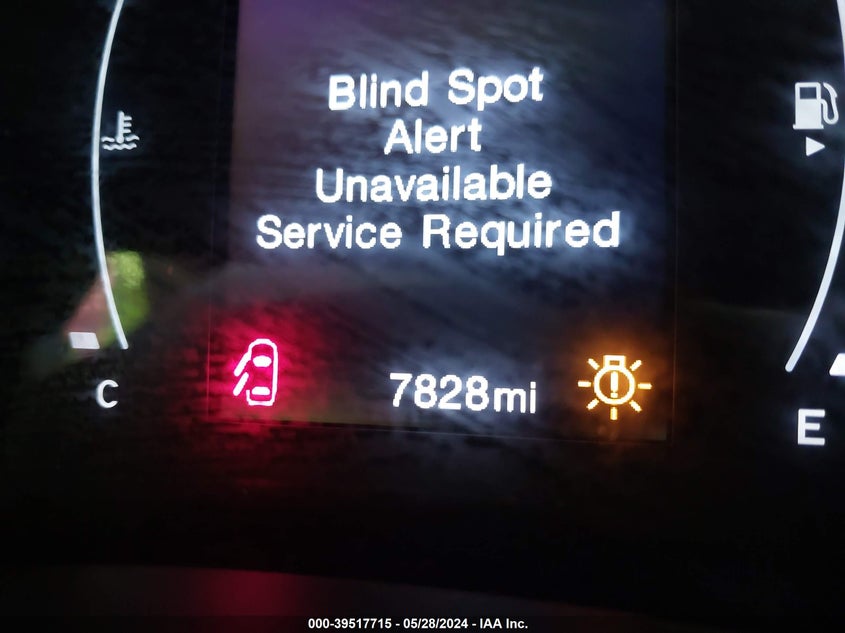 Blind Spot
Alert
Unavailable
Service Required
7828mi
C
E
000-39517715 - 05/28/2024 - IAA Inc.